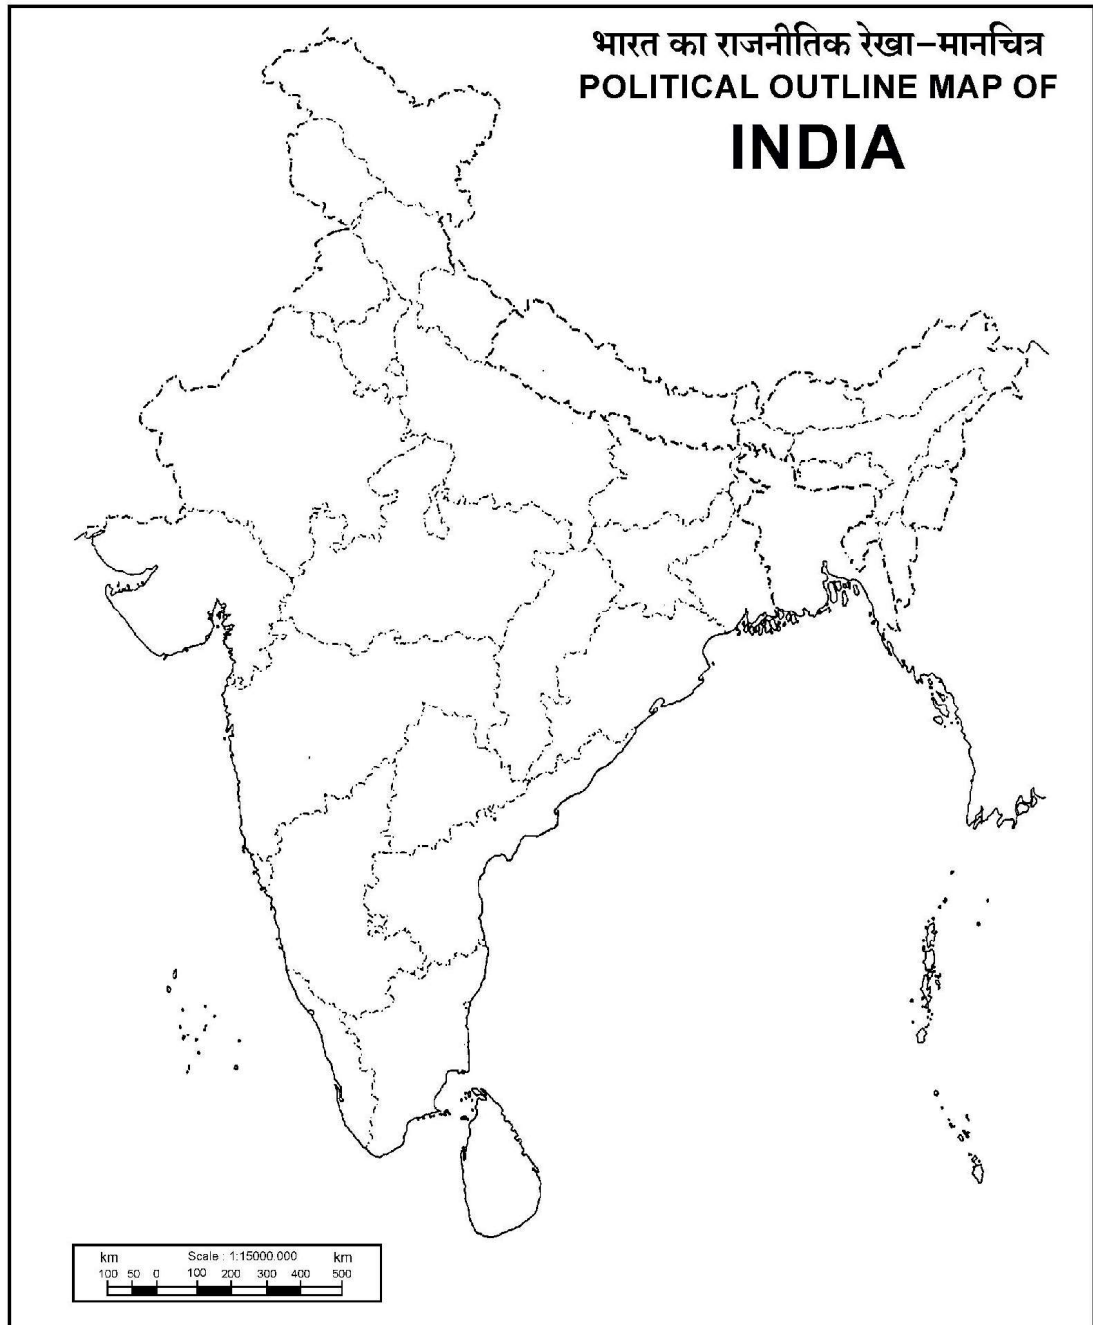 भारत का राजनीतिक रेखा–मानचित्र
POLITICAL OUTLINE MAP OF
INDIA
km Scale : 1:15000.000 km
100 50 0 100 200 300 400 500